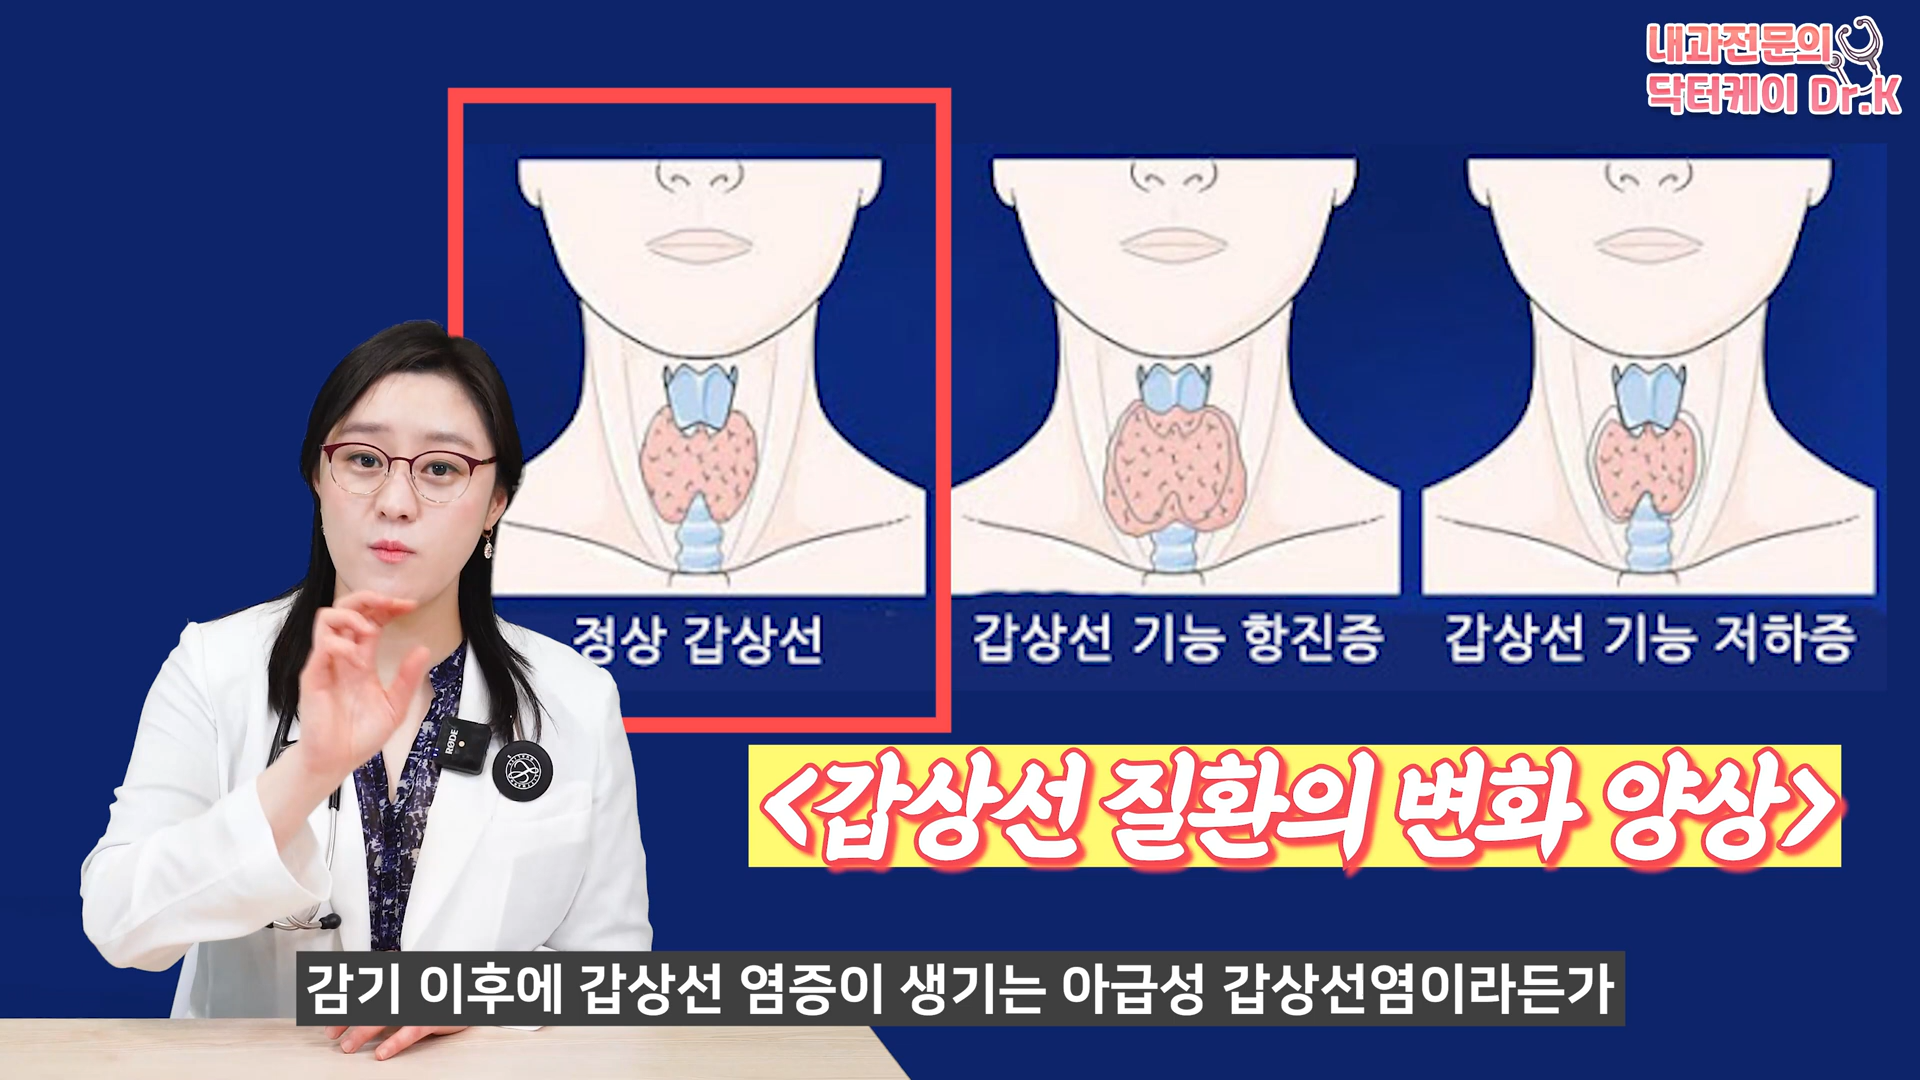 내과전문의
닥터케이 Dr.K
정상 갑상선
갑상선 기능 항진증
갑상선 기능 저하증
RØDE
<갑상선 질환의 변화 양상>
감기 이후에 갑상선 염증이 생기는 아급성 갑상선염이라든가